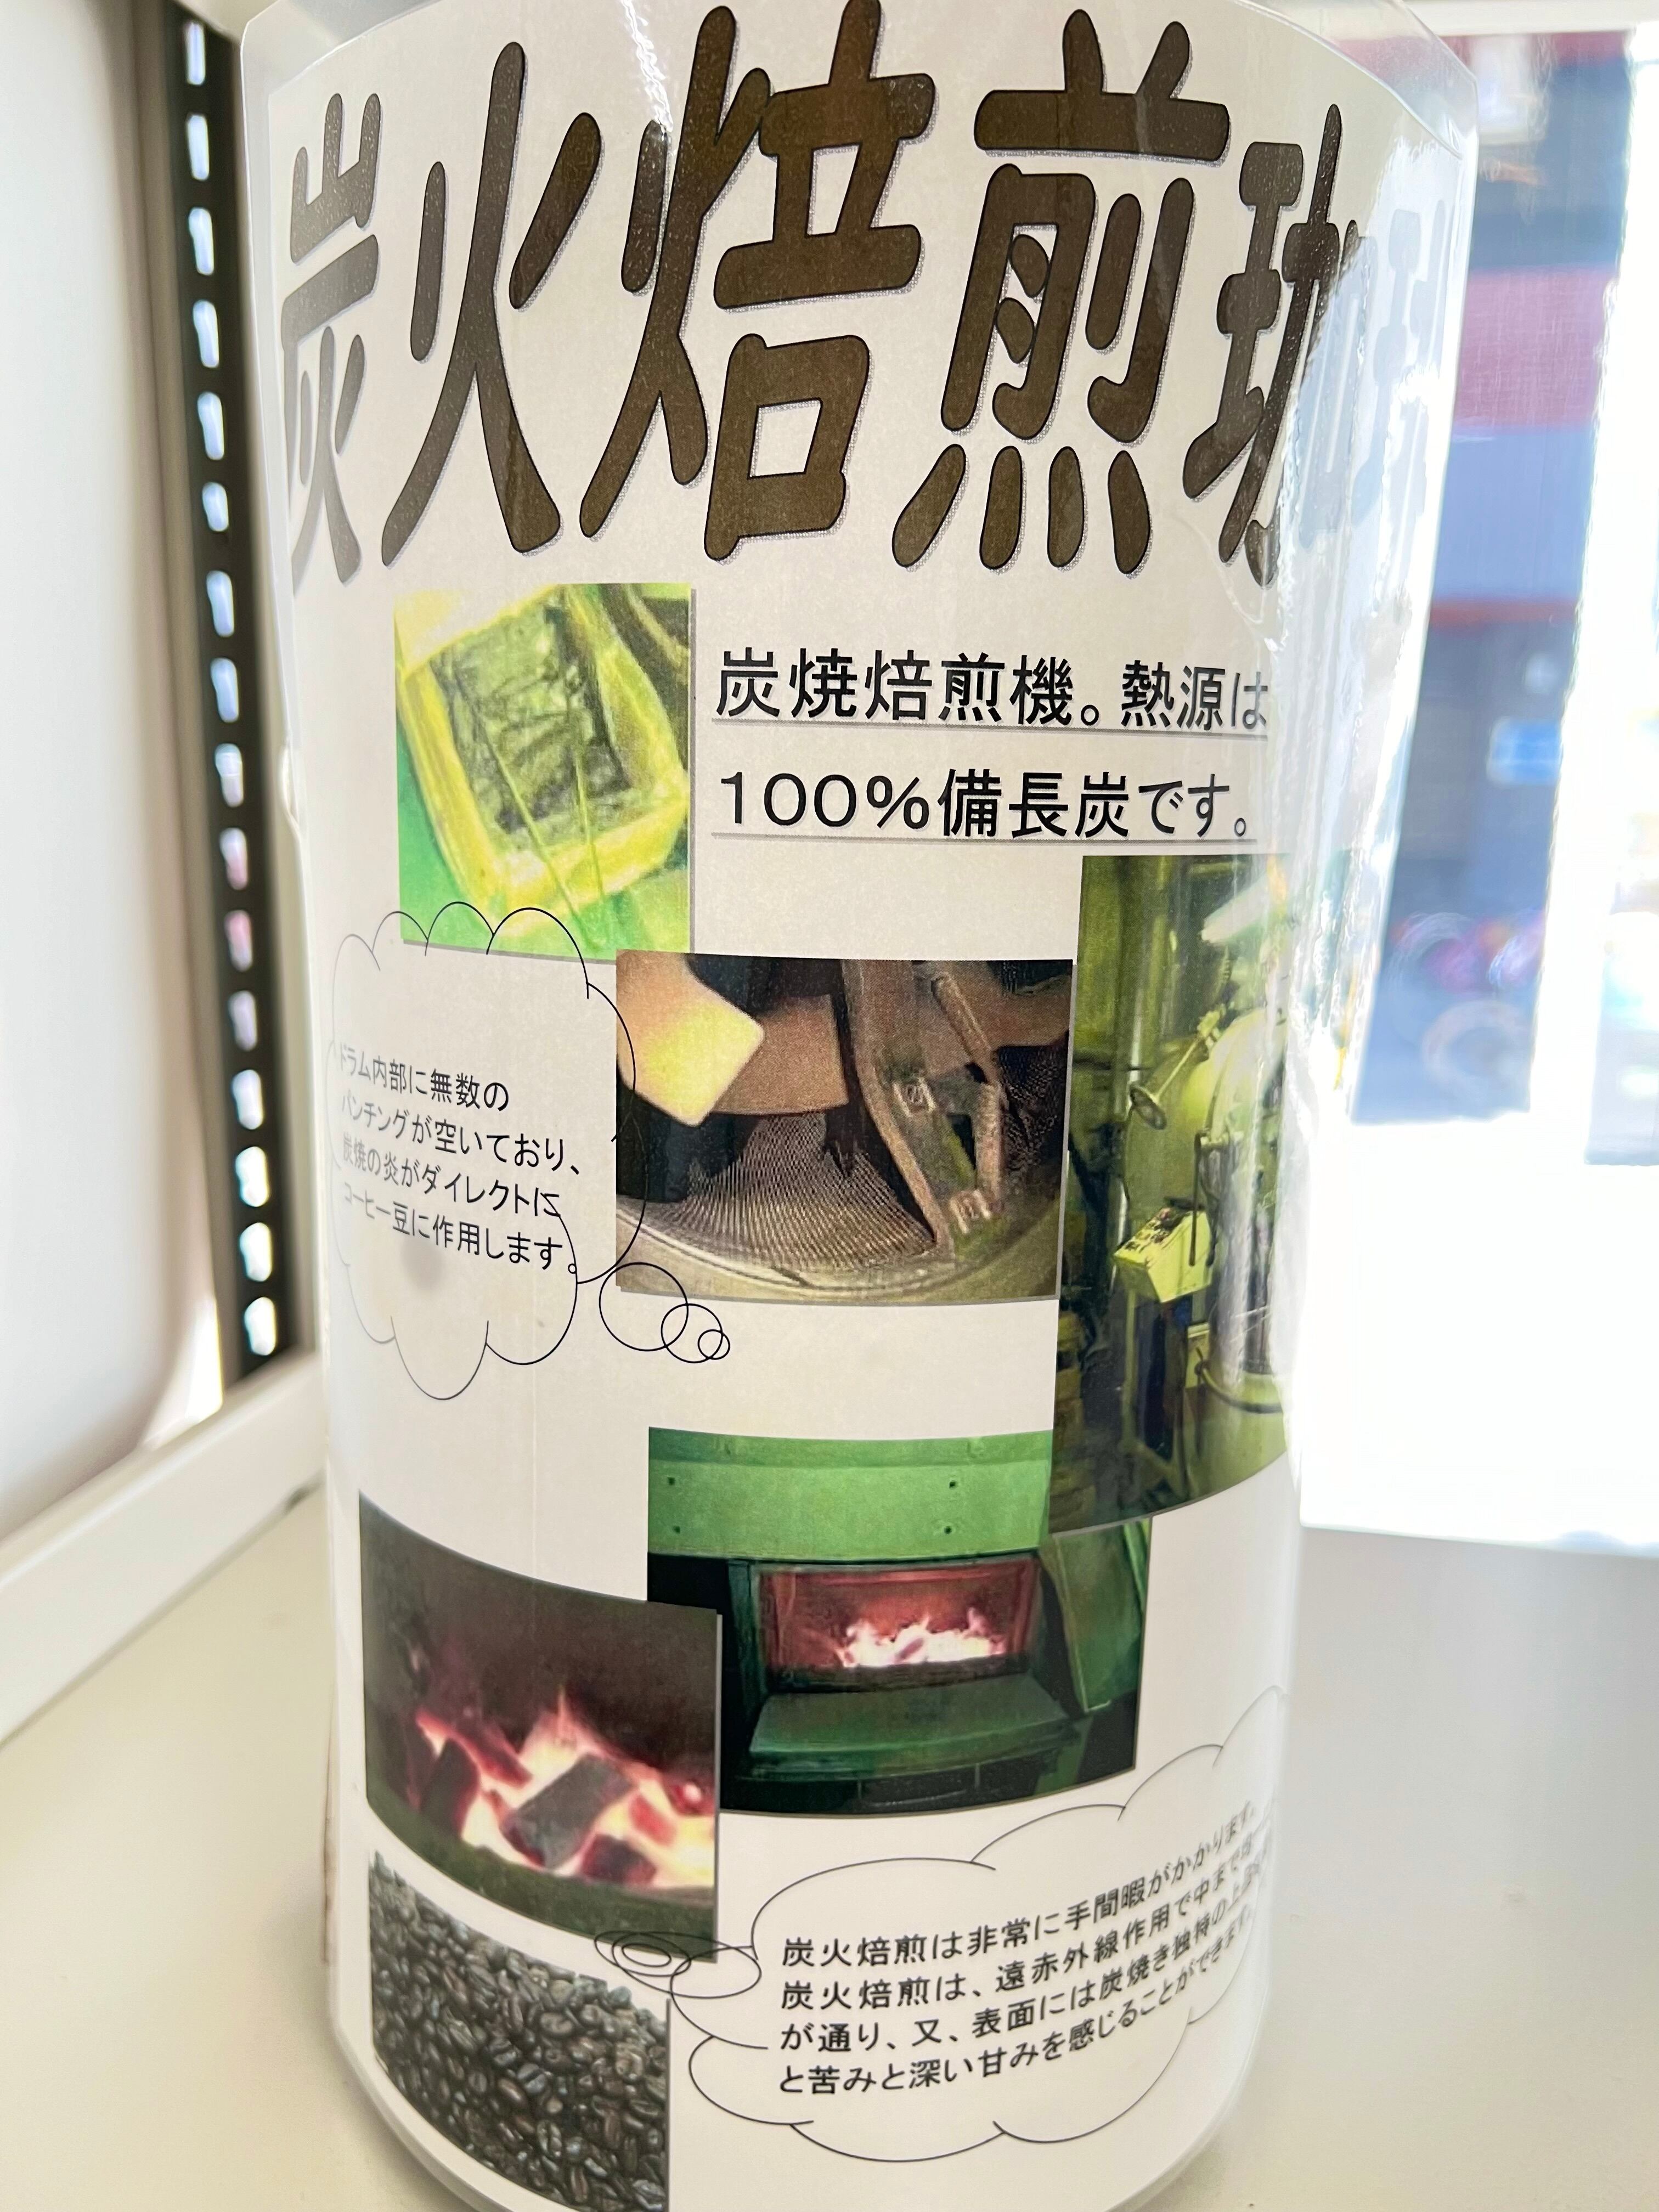 炭火焙煎珈
炭焼焙煎機。熱源は
100%備長炭です。
ドラム内部に無数の
パンチングが空いており、
炭焼の炎がダイレクトに
コーヒー豆に作用します。
炭火焙煎は非常に手間暇がかかります。
炭火焙煎は、遠赤外線作用で中まで
が通り、又、表面には炭焼き独特の上
と苦みと深い甘みを感じることができます